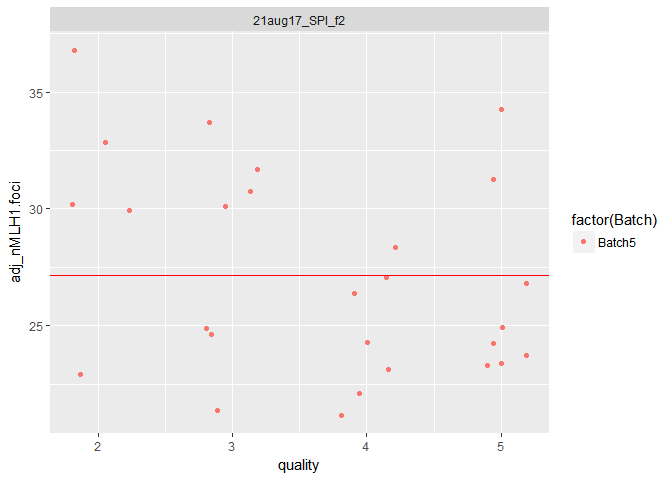 21aug17_SPI_f2
adj_nMLH1.foci
35
30
25
2
3
4
5
quality
factor(Batch)
Batch5